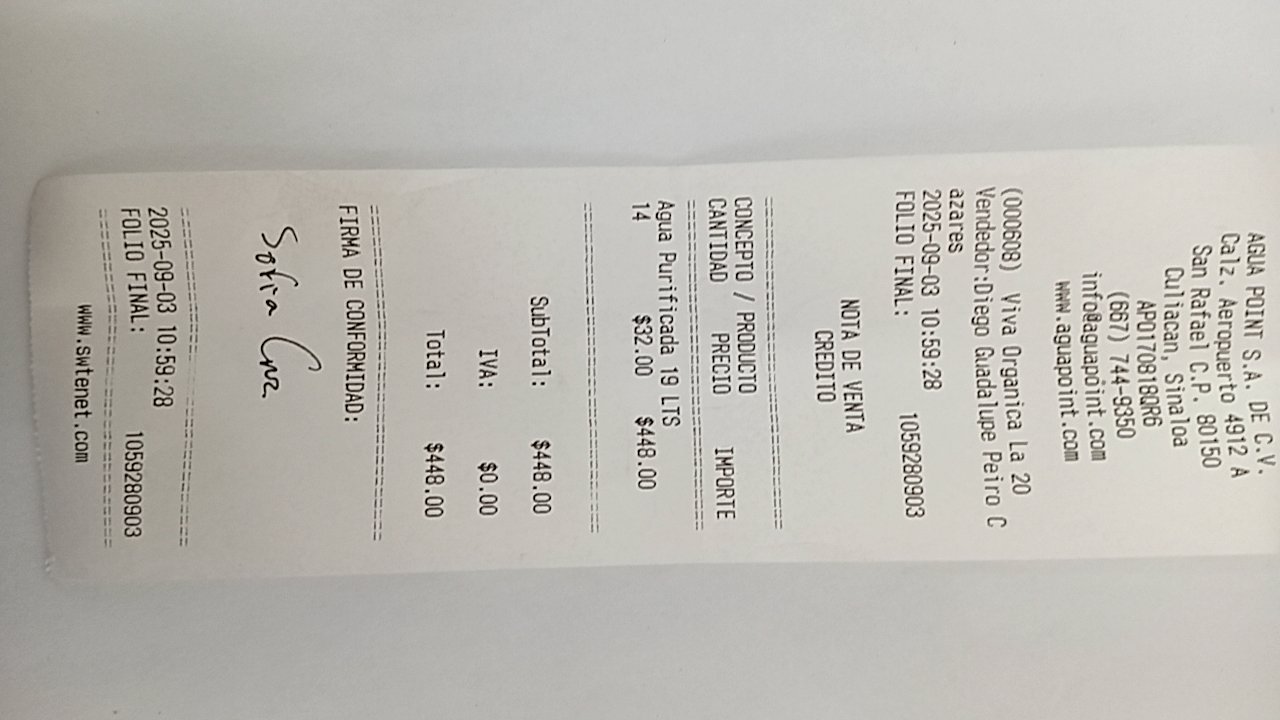 AGUA POINT S.A. DE C.V.
Calz. Aeropuerto 4912 A
San Rafael C.P. 80150
Culiacan, Sinaloa
APO170818QR6
(667) 744-9350
info@aguapoint.com
www.aguapoint.com
(000608) Viva Organica La 20
Vendedor:Diego Guadalupe Peiro C
azares
2025-09-03 10:59:28
FOLIO FINAL: 1059280903
NOTA DE VENTA
CREDITO
CONCEPTO / PRODUCTO
CANTIDAD PRECIO IMPORTE
Agua Purificada 19 LTS
14 $32.00 $448.00
SubTotal: $448.00
IVA: $0.00
Total: $448.00
FIRMA DE CONFORMIDAD:
Sofia
2025-09-03 10:59:28
FOLIO FINAL: 1059280903
www.swtenet.com